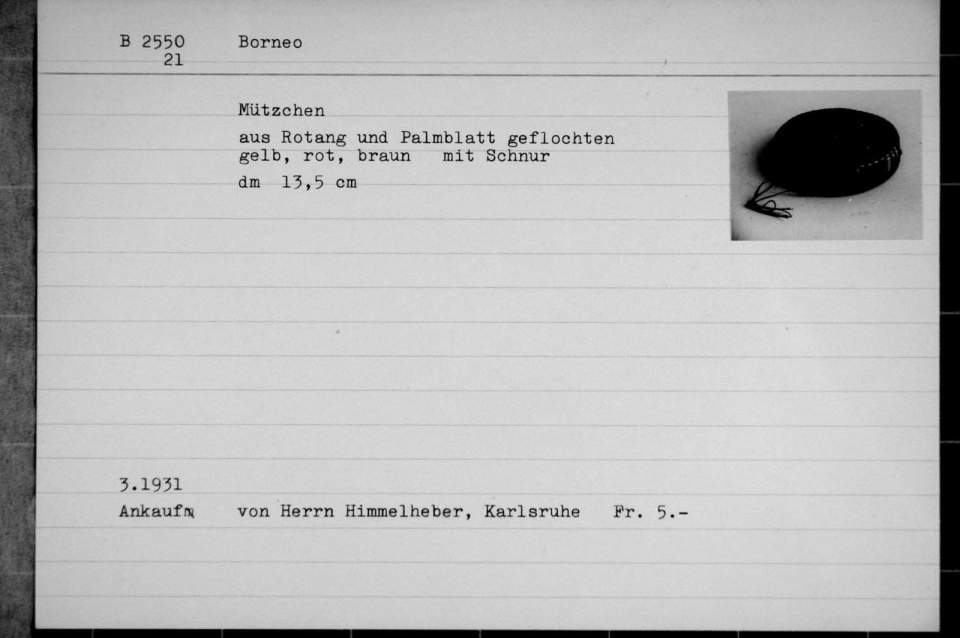 B 2550 Borneo
21
Mützchen
aus Rotang und Palmblatt geflochten
gelb, rot, braun mit Schnur
dm 13,5 cm
3.1931
Ankauf von Herrn Himmelheber, Karlsruhe Fr. 5.-